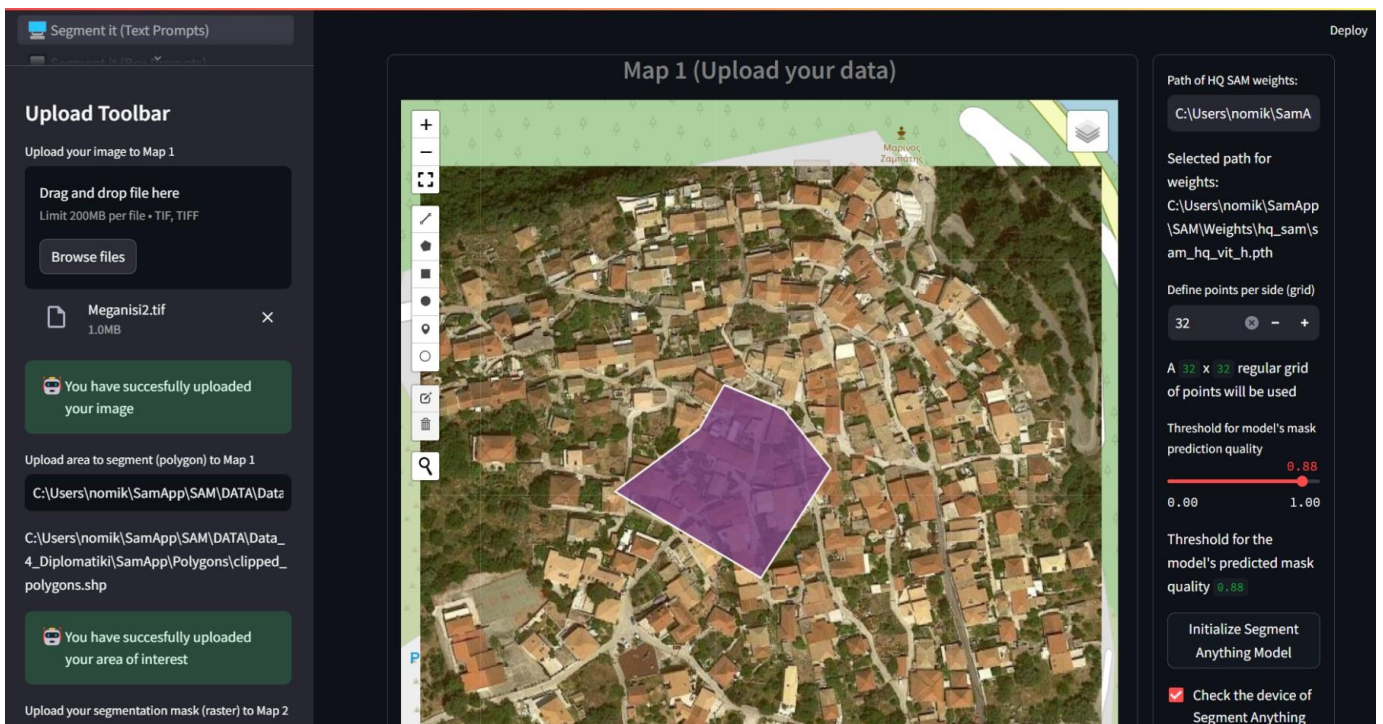 Segment it (Text Prompts)
Segment it (Box Prompts)
Upload Toolbar
Upload your image to Map 1
Drag and drop file here
Limit 200MB per file • TIF, TIFF
Browse files
Meganisi2.tif
1.0MB
You have succesfully uploaded
your image
Upload area to segment (polygon) to Map 1
C:\Users\nomik\SamApp\SAM\DATA\Data
C:\Users\nomik\SamApp\SAM\DATA\Data_
4_Diplomatiki\SamApp\Polygons\clipped_
polygons.shp
You have succesfully uploaded
your area of interest
Upload your segmentation mask (raster) to Map 2
Map 1 (Upload your data)
+
−
Μαρίνος
Ζαμπάτης
P
Deploy
Path of HQ SAM weights:
C:\Users\nomik\SamA
Selected path for
weights:
C:\Users\nomik\SamApp
\SAM\Weights\hq_sam\s
am_hq_vit_h.pth
Define points per side (grid)
32
− +
A 32 x 32 regular grid
of points will be used
Threshold for model's mask
prediction quality
0.88
0.00 1.00
Threshold for the
model's predicted mask
quality 0.88
Initialize Segment
Anything Model
Check the device of
Segment Anything